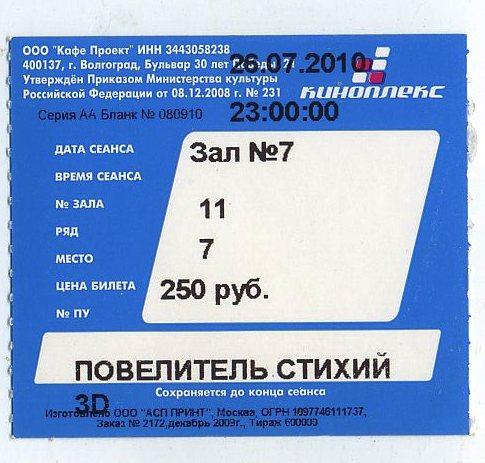 ООО "Кафе Проект" ИНН 3443058238
400137, г. Волгоград, Бульвар 30 лет Победы 21
26.07.2010
Утверждён Приказом Министерства культуры
Российской Федерации от 08.12.2008 г. № 231
КИНОПЛЕКС
Серия АА Бланк № 080910
23:00:00
ДАТА СЕАНСА
Зал №7
ВРЕМЯ СЕАНСА
№ ЗАЛА
11
РЯД
7
МЕСТО
ЦЕНА БИЛЕТА
250 руб.
№ ПУ
ПОВЕЛИТЕЛЬ СТИХИЙ
3D
Сохраняется до конца сеанса
Изготовлено ООО "АСП ПРИНТ", Москва, ОГРН 1097746111737,
Заказ № 2172,декабрь 2009г., Тираж 600000